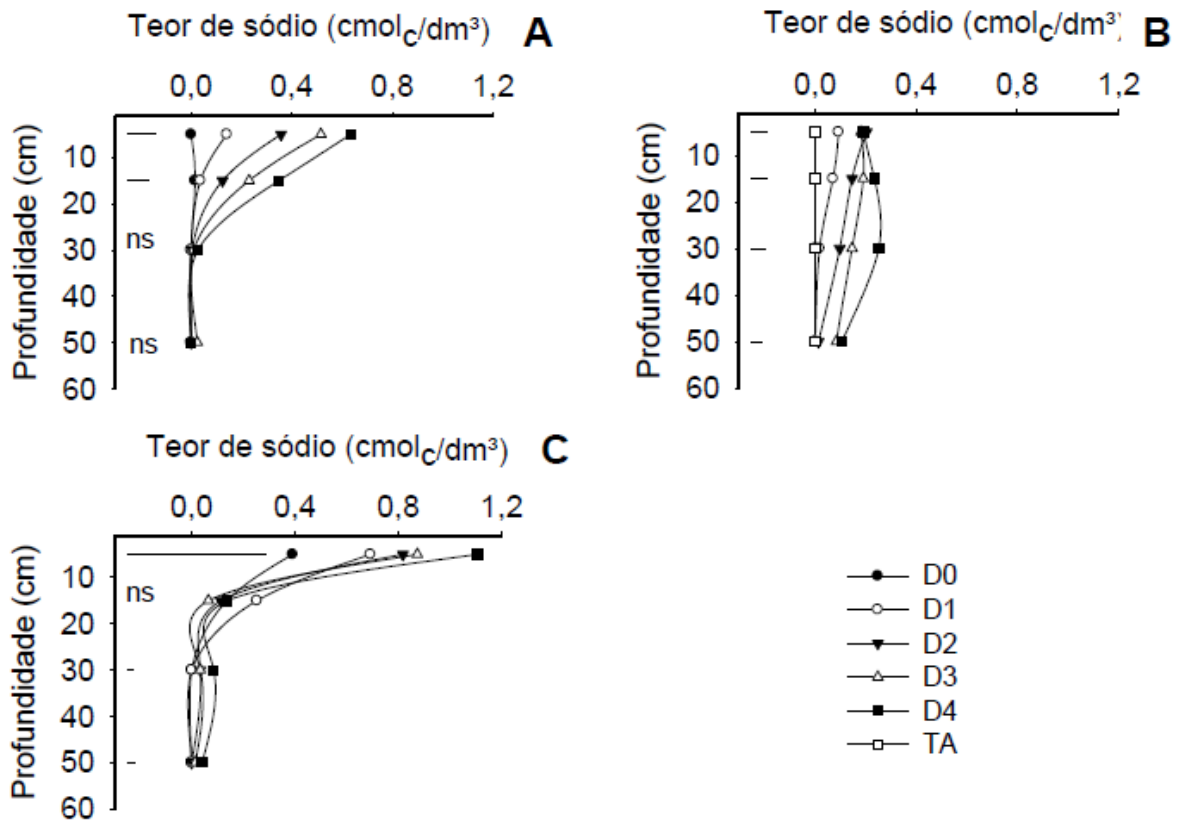 Teor de sódio (cmolc/dm³) A
0,0 0,4 0,8 1,2
Profundidade (cm)
10
20
30
40
50
60
ns
ns
Teor de sódio (cmolc/dm³) B
0,0 0,4 0,8 1,2
Profundidade (cm)
10
20
30
40
50
60
Teor de sódio (cmolc/dm³) C
0,0 0,4 0,8 1,2
Profundidade (cm)
10
20
30
40
50
60
ns
D0
D1
D2
D3
D4
TA